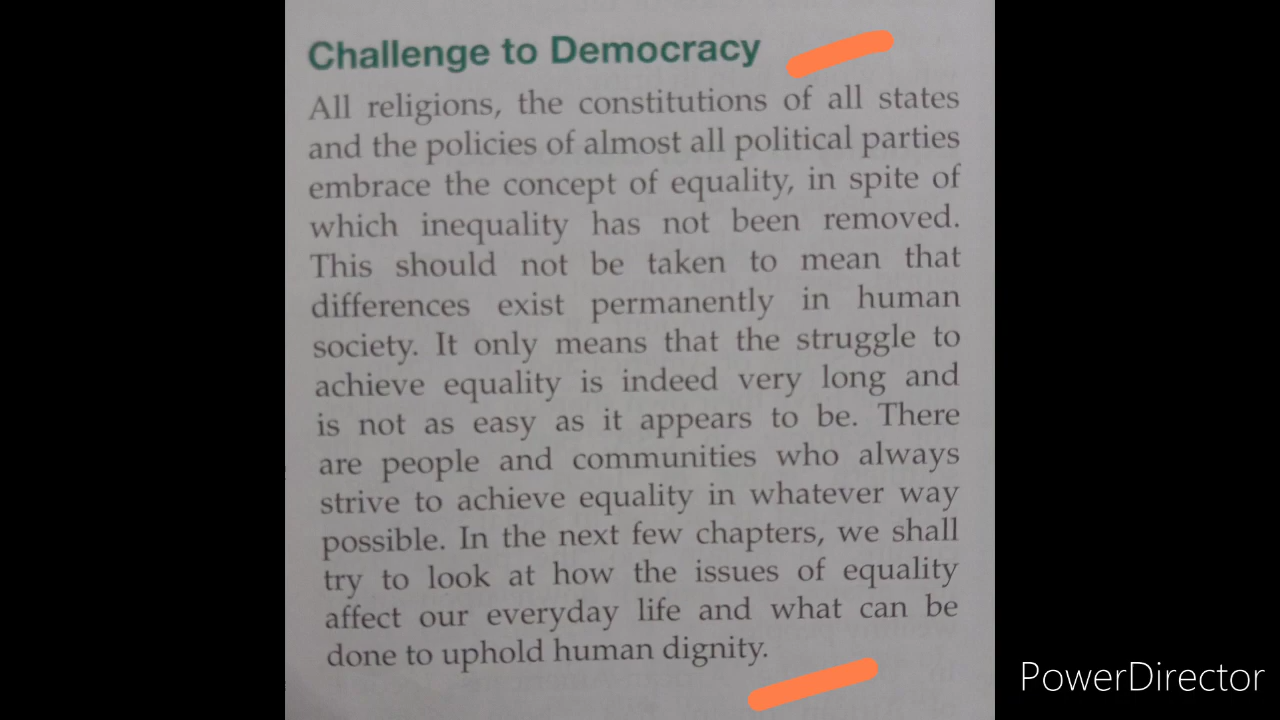 Challenge to Democracy
All religions, the constitutions of all states
and the policies of almost all political parties
embrace the concept of equality, in spite of
which inequality has not been removed.
This should not be taken to mean that
differences exist permanently in human
society. It only means that the struggle to
achieve equality is indeed very long and
is not as easy as it appears to be. There
are people and communities who always
strive to achieve equality in whatever way
possible. In the next few chapters, we shall
try to look at how the issues of equality
affect our everyday life and what can be
done to uphold human dignity.
PowerDirector